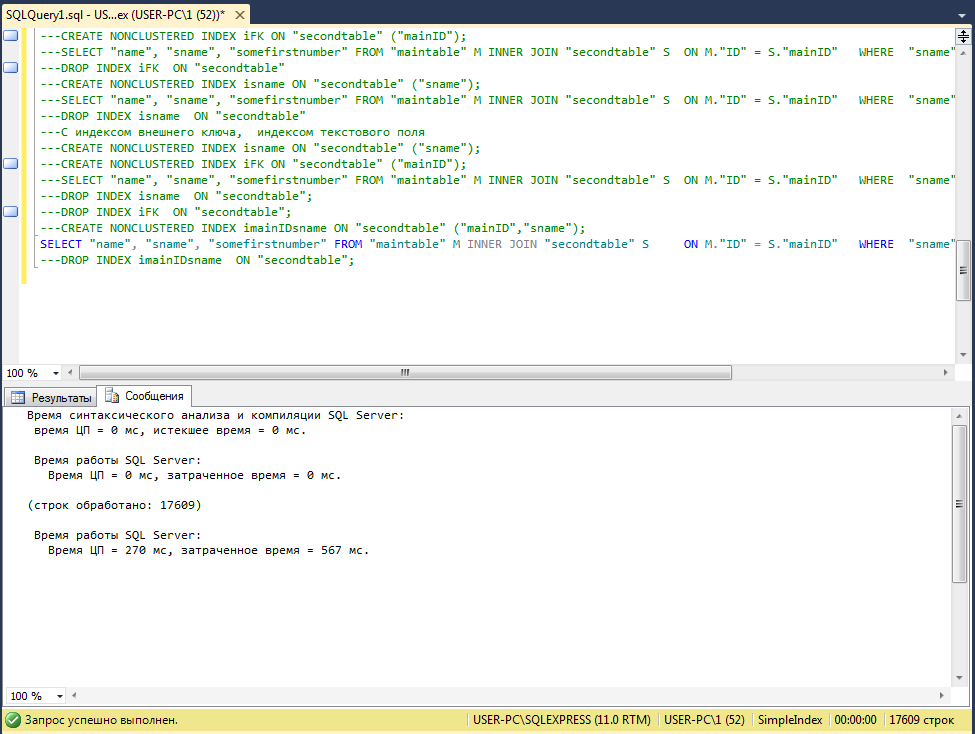 SQLQuery1.sql - US...ex (USER-PC\1 (52))*
---CREATE NONCLUSTERED INDEX iFK ON "secondtable" ("mainID");
---SELECT "name", "sname", "somefirstnumber" FROM "maintable" M INNER JOIN "secondtable" S  ON M."ID" = S."mainID"   WHERE  "sname"
---DROP INDEX iFK  ON "secondtable"
---CREATE NONCLUSTERED INDEX isname ON "secondtable" ("sname");
---SELECT "name", "sname", "somefirstnumber" FROM "maintable" M INNER JOIN "secondtable" S  ON M."ID" = S."mainID"   WHERE  "sname"
---DROP INDEX isname  ON "secondtable"
---С индексом внешнего ключа,  индексом текстового поля
---CREATE NONCLUSTERED INDEX isname ON "secondtable" ("sname");
---CREATE NONCLUSTERED INDEX iFK ON "secondtable" ("mainID");
---SELECT "name", "sname", "somefirstnumber" FROM "maintable" M INNER JOIN "secondtable" S  ON M."ID" = S."mainID"   WHERE  "sname"
---DROP INDEX isname  ON "secondtable";
---DROP INDEX iFK  ON "secondtable";
---CREATE NONCLUSTERED INDEX imainIDsname ON "secondtable" ("mainID","sname");
SELECT "name", "sname", "somefirstnumber" FROM "maintable" M INNER JOIN "secondtable" S     ON M."ID" = S."mainID"   WHERE  "sname"
---DROP INDEX imainIDsname  ON "secondtable";
100 %
Результаты Сообщения
Время синтаксического анализа и компиляции SQL Server:
время ЦП = 0 мс, истекшее время = 0 мс.
Время работы SQL Server:
Время ЦП = 0 мс, затраченное время = 0 мс.
(строк обработано: 17609)
Время работы SQL Server:
Время ЦП = 270 мс, затраченное время = 567 мс.
100 %
Запрос успешно выполнен. USER-PC\SQLEXPRESS (11.0 RTM) USER-PC\1 (52) SimpleIndex 00:00:00 17609 строк